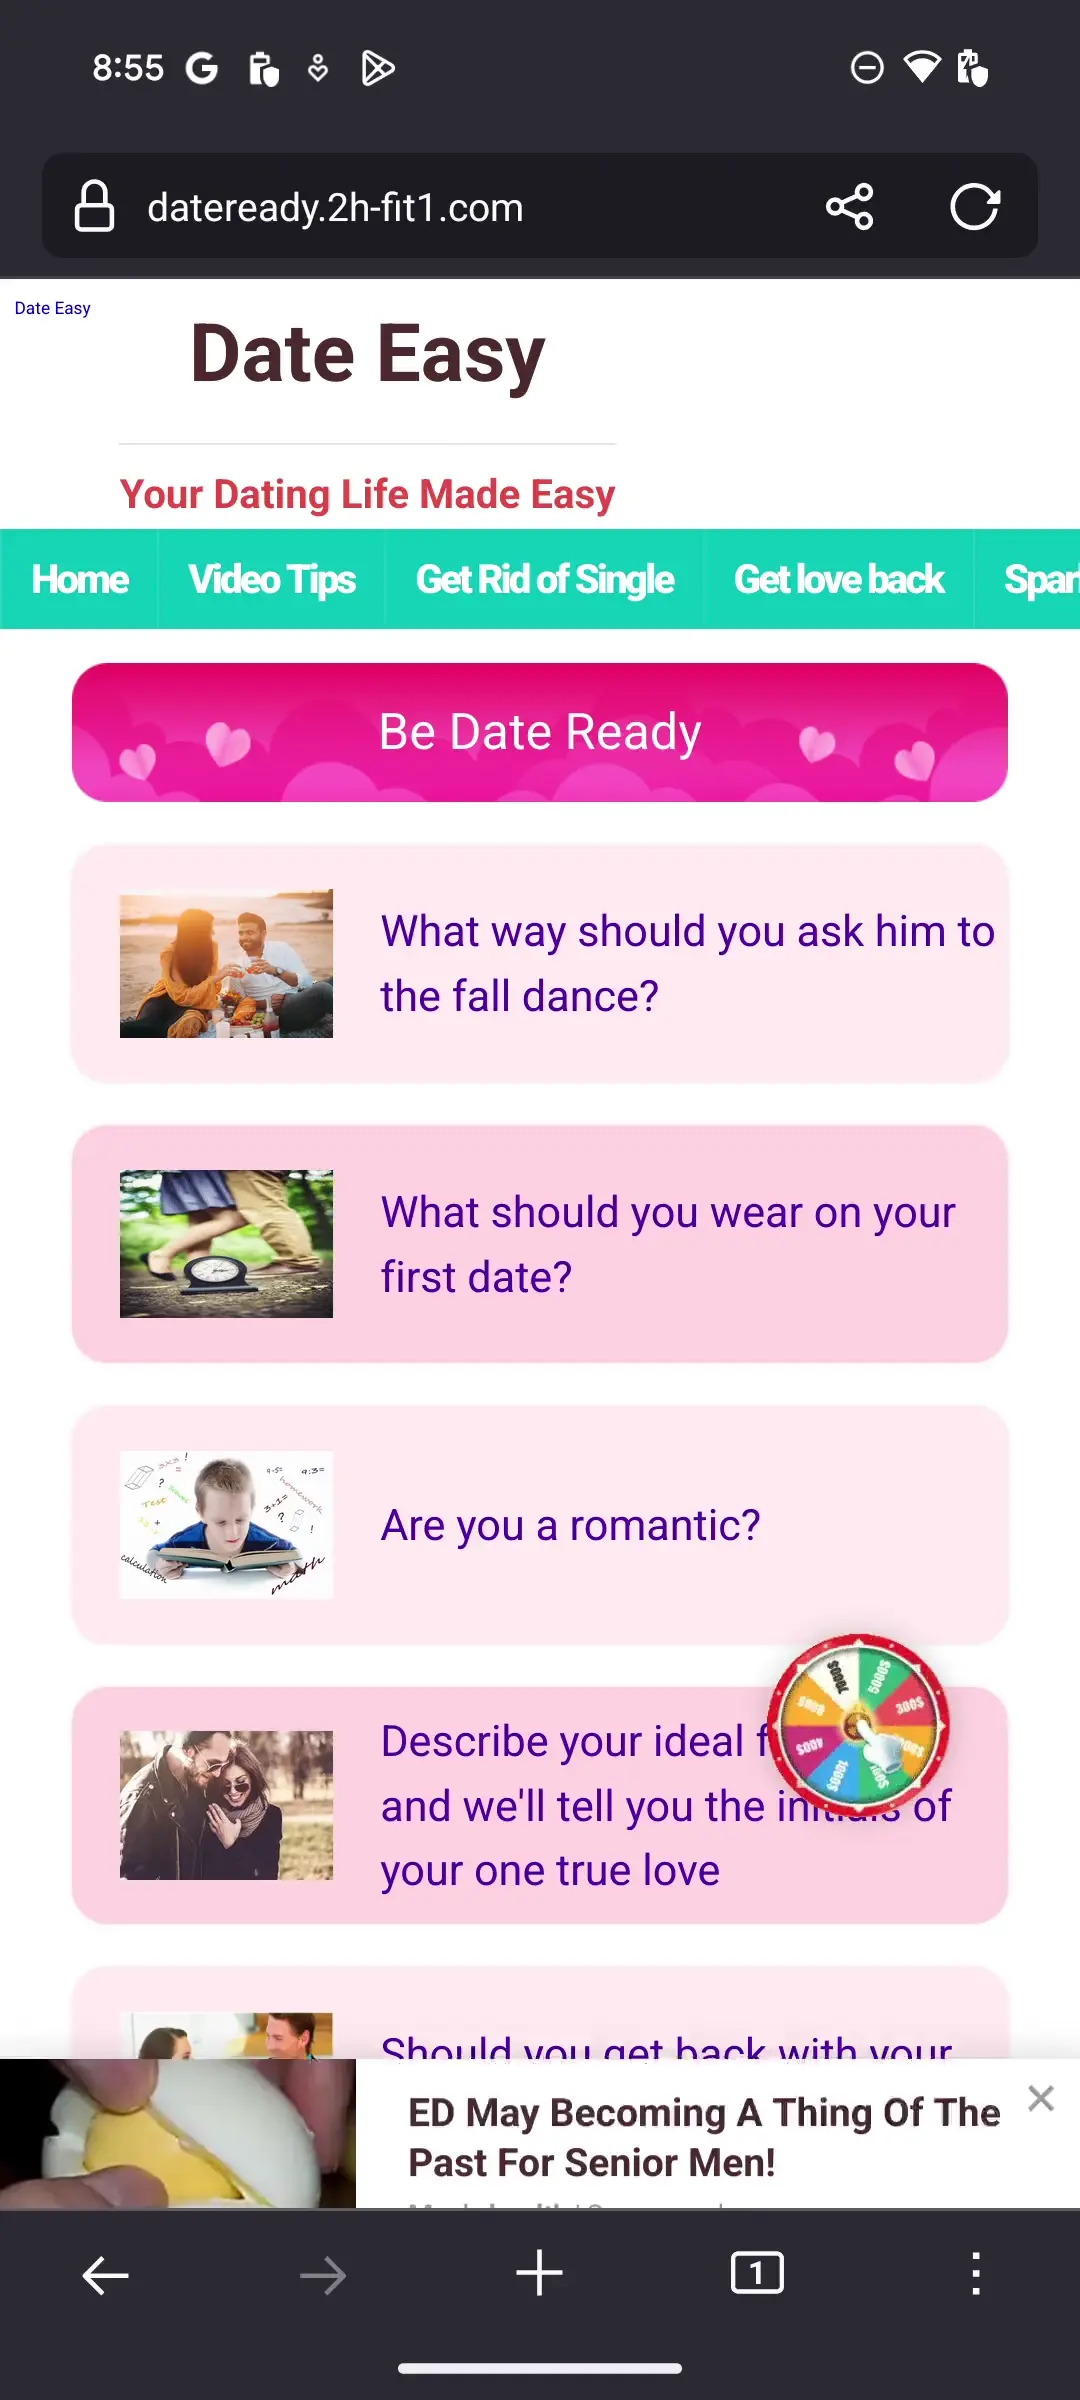 8:55
dateready.2h-fit1.com
Date Easy
Date Easy
Your Dating Life Made Easy
Home Video Tips Get Rid of Single Get love back Spar
Be Date Ready
What way should you ask him to
the fall dance?
What should you wear on your
first date?
Are you a romantic?
Describe your ideal f
and we'll tell you the initials of
your one true love
Should you get back with your
ED May Becoming A Thing Of The
Past For Senior Men!
1